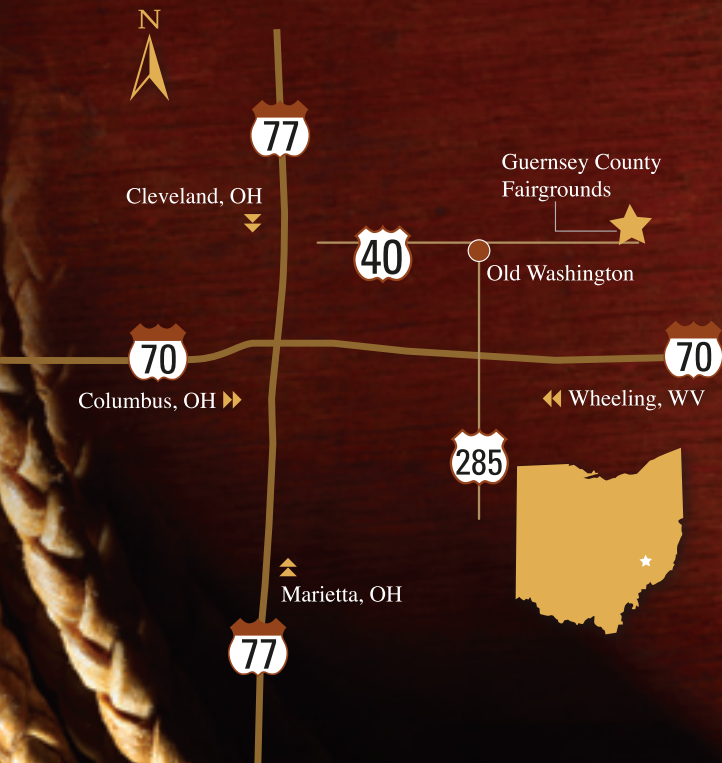 N
77
Guernsey County
Fairgrounds
Cleveland, OH
40
Old Washington
70
70
Columbus, OH
Wheeling, WV
285
Marietta, OH
77